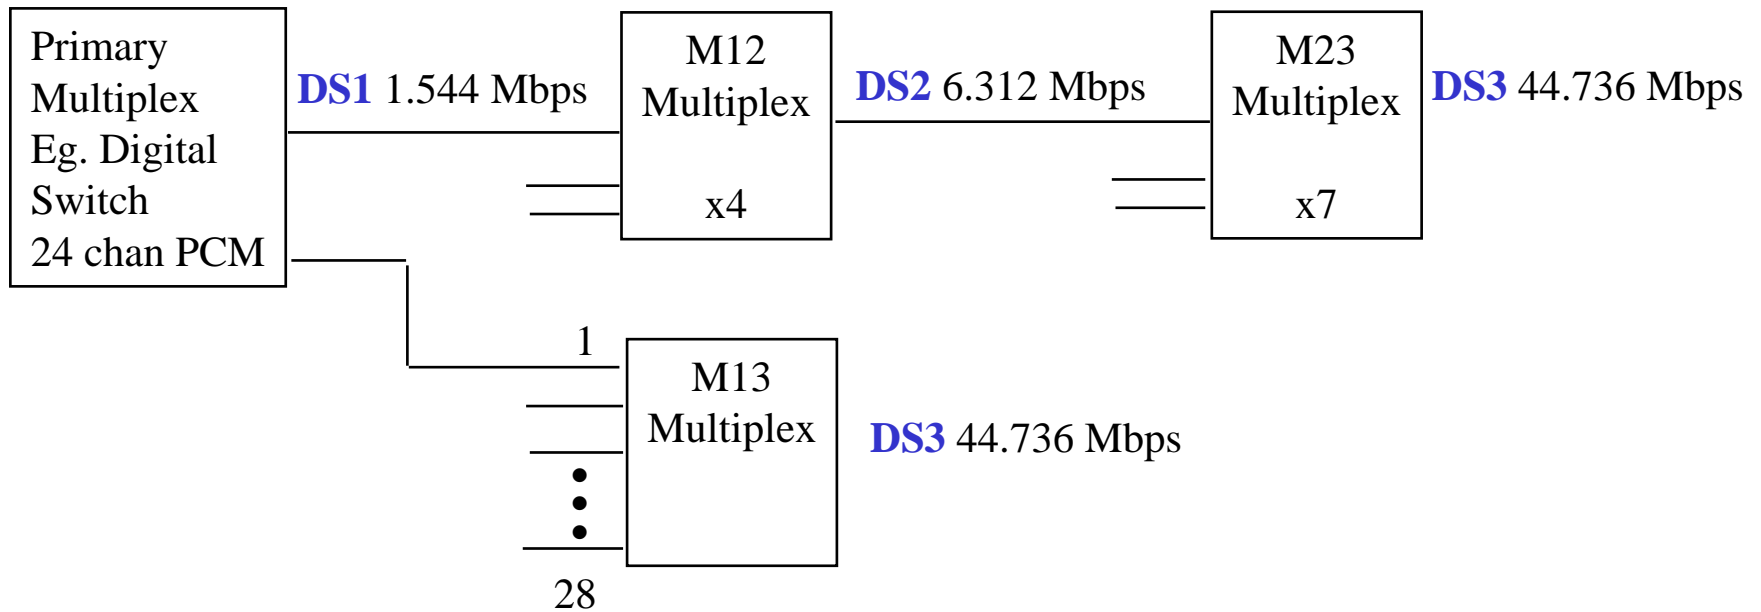 Primary
Multiplex
Eg. Digital
Switch
24 chan PCM
DS1 1.544 Mbps
M12
Multiplex
x4
DS2 6.312 Mbps
M23
Multiplex
x7
DS3 44.736 Mbps
1
M13
Multiplex
DS3 44.736 Mbps
28